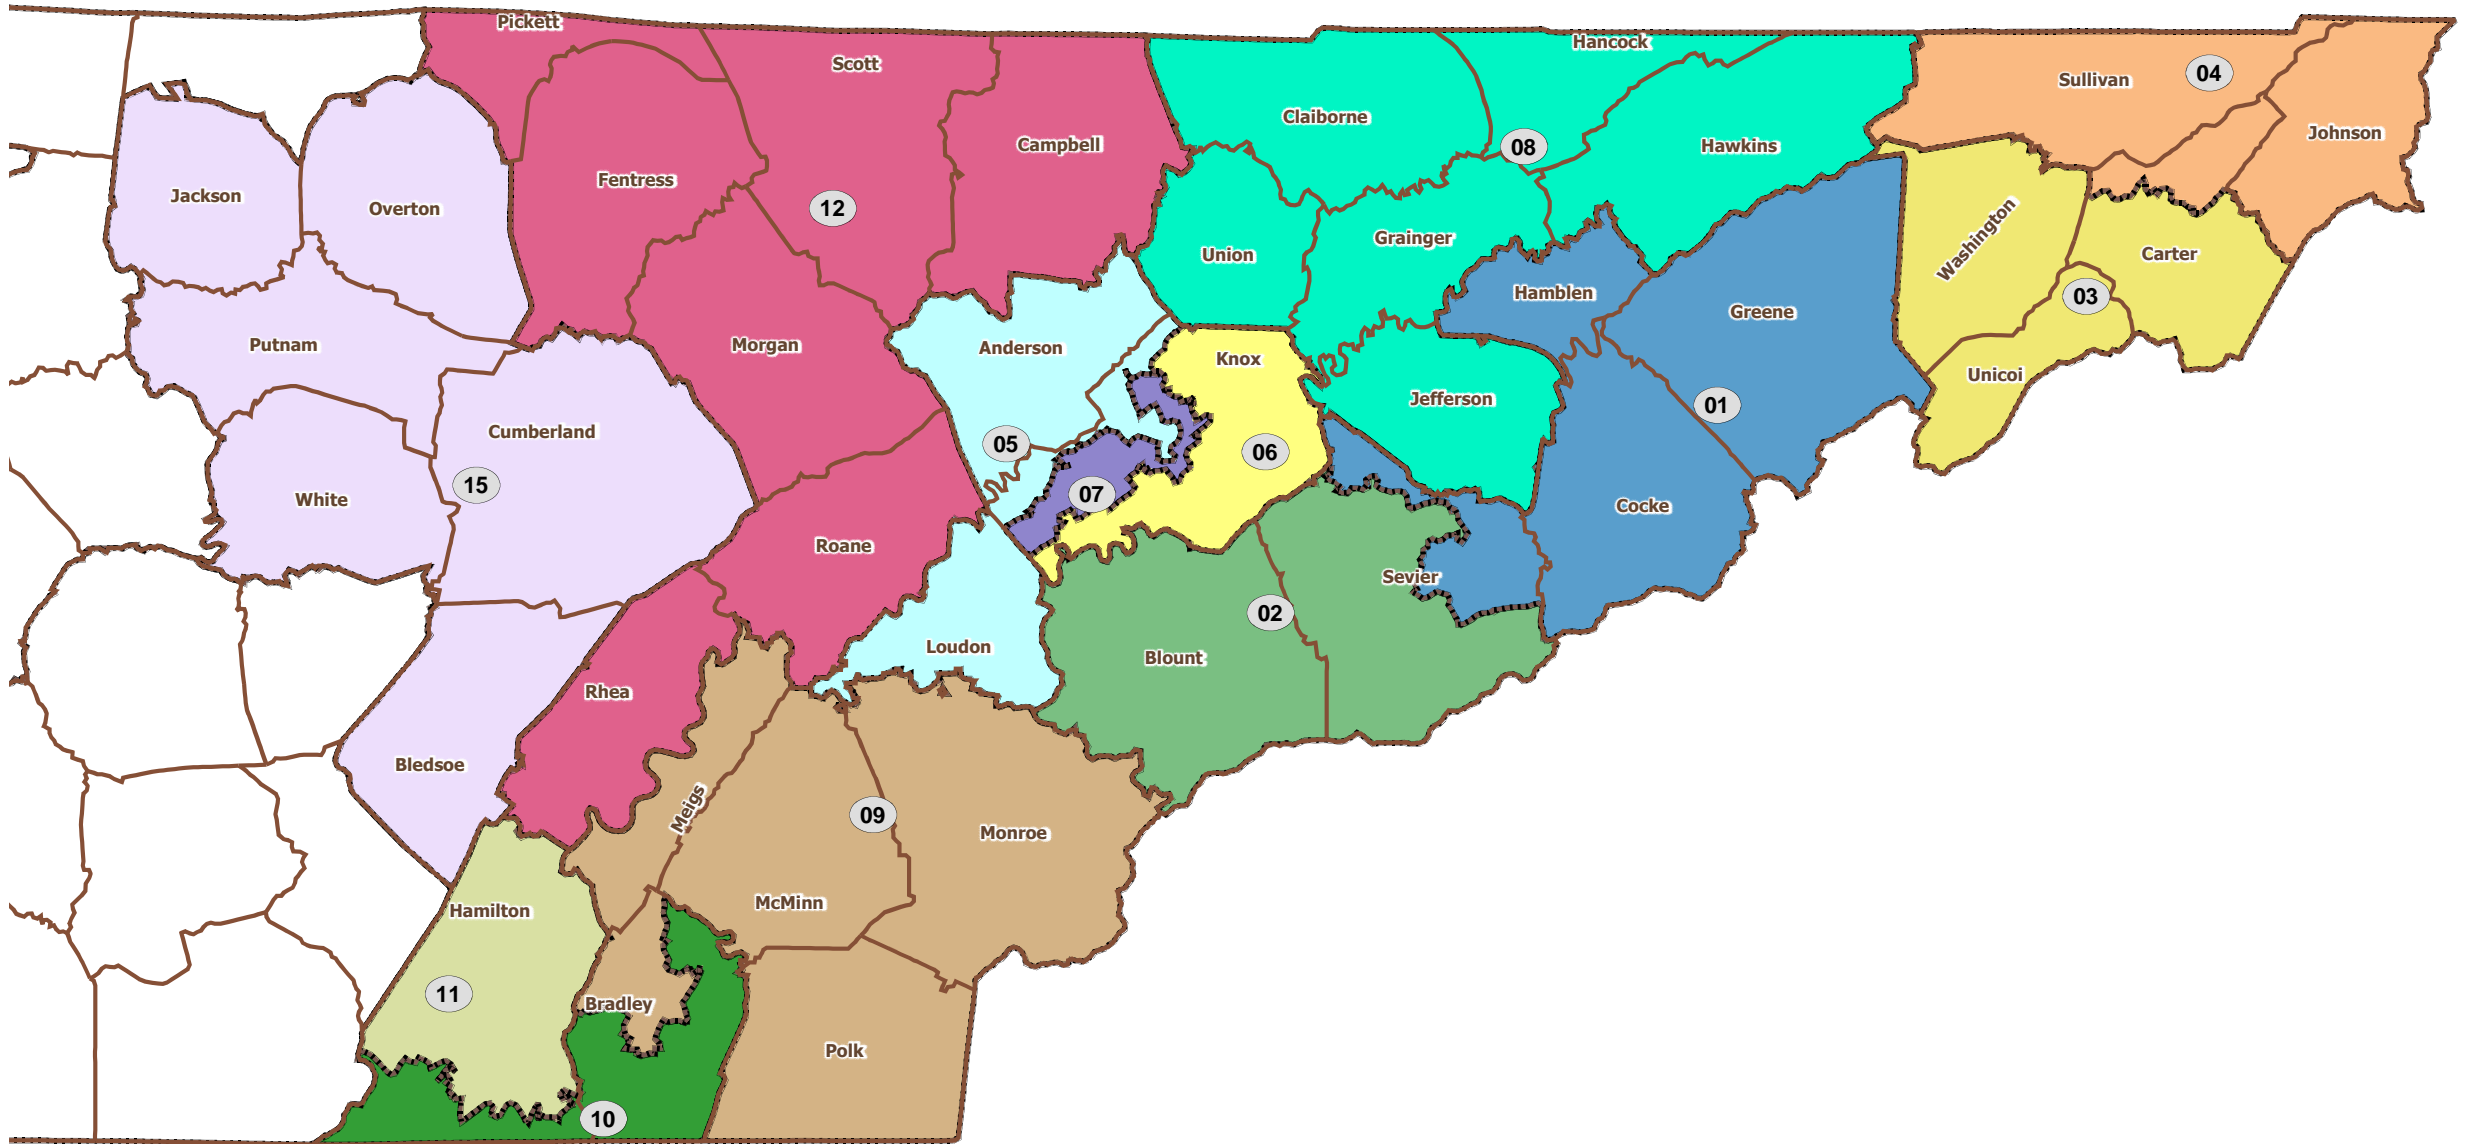 Pickett
Scott
Hancock
Sullivan
04
Claiborne
Johnson
Campbell
08
Hawkins
Fentress
Jackson
Overton
12
Washington
Grainger
Union
Carter
Hamblen
03
Greene
Putnam
Morgan
Anderson
Knox
Unicoi
Jefferson
01
Cumberland
05
06
15
07
White
Cocke
Roane
Sevier
02
Loudon
Blount
Rhea
Bledsoe
Meigs
09
Monroe
McMinn
Hamilton
11
Bradley
Polk
10